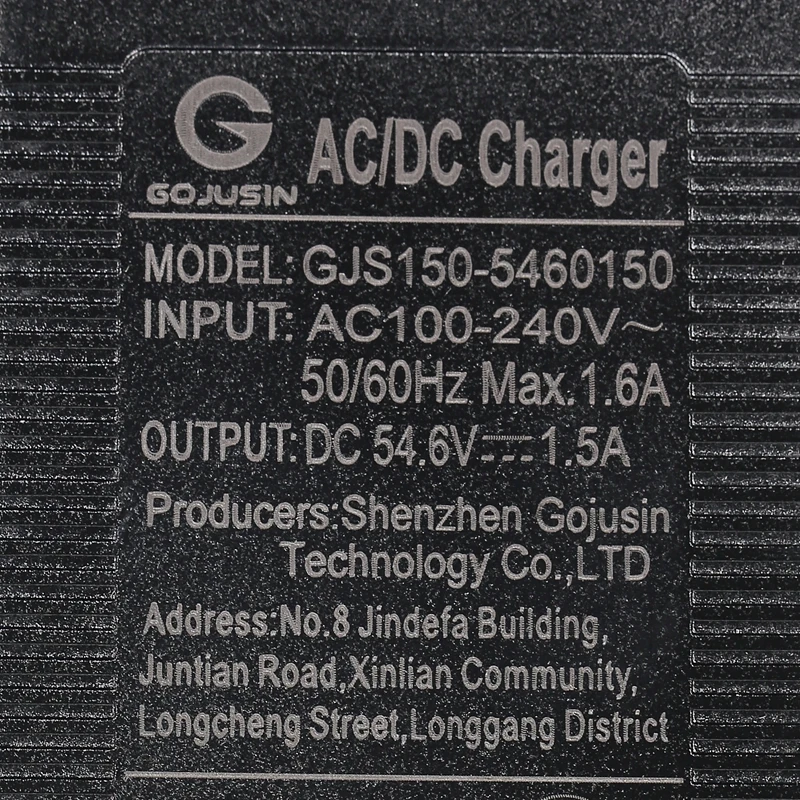 GOJUSIN
AC/DC Charger
MODEL: GJS150-5460150
INPUT: AC100-240V~
50/60Hz Max.1.6A
OUTPUT: DC 54.6V⎓1.5A
Producers:Shenzhen Gojusin
Technology Co.,LTD
Address:No.8 Jindefa Building,
Juntian Road,Xinlian Community,
Longcheng Street,Longgang District